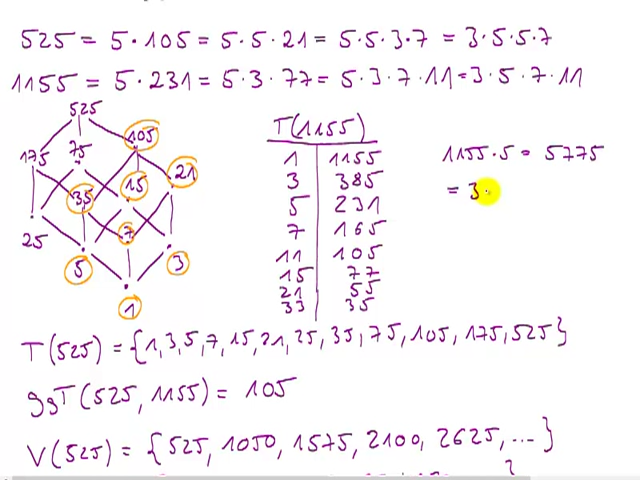 525 = 5 · 105 = 5 · 5 · 21 = 5 · 5 · 3 · 7 = 3 · 5 · 5 · 7
1155 = 5 · 231 = 5 · 3 · 77 = 5 · 3 · 7 · 11 = 3 · 5 · 7 · 11
525
175 75 105
35 15 21
25 7
5 3
1
T(1155)
1 1155
3 385
5 231
7 165
11 105
15 77
21 55
33 35
1155 · 5 = 5775
= 3 ·
T(525) = {1,3,5,7,15,21,25,35,75,105,175,525}
ggT(525, 1155) = 105
V(525) = {525, 1050, 1575, 2100, 2625, ...}